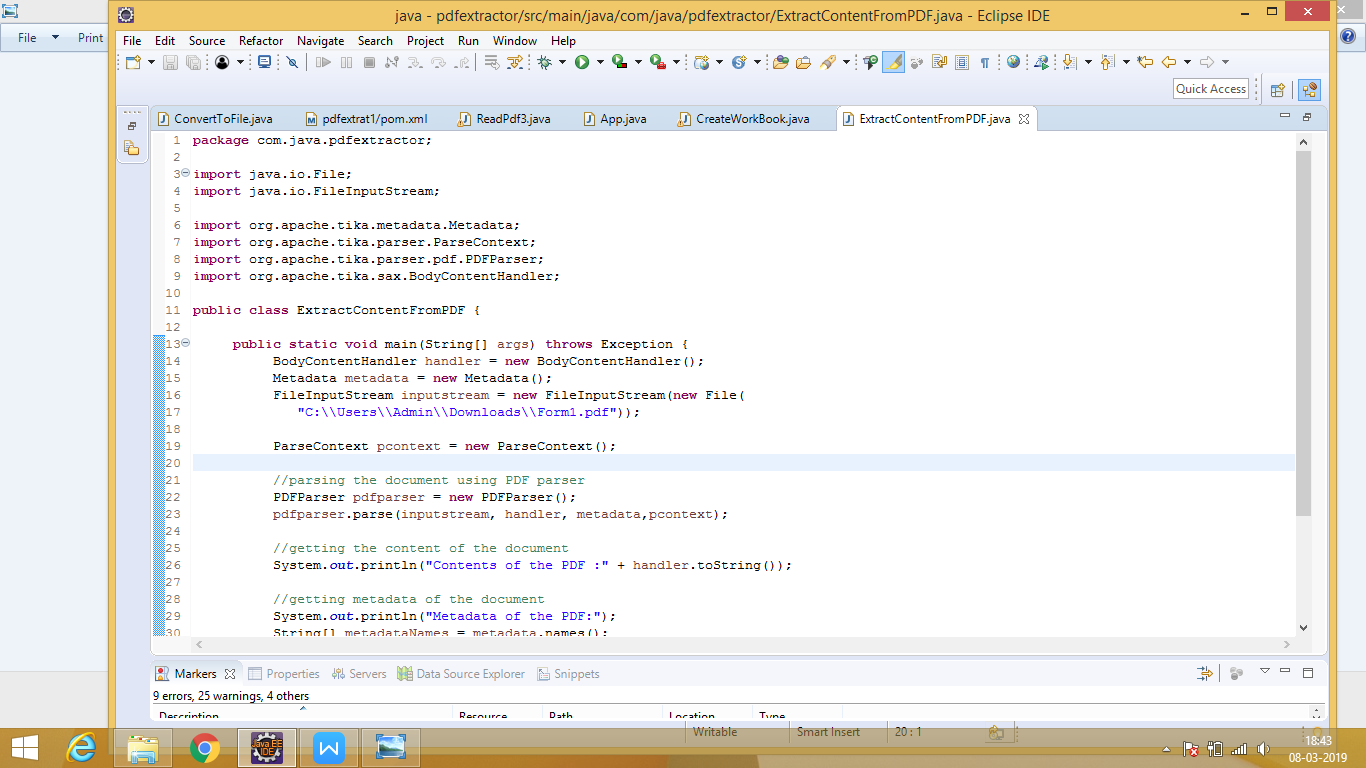 java - pdfextractor/src/main/java/com/java/pdfextractor/ExtractContentFromPDF.java - Eclipse IDE
File Print
File Edit Source Refactor Navigate Search Project Run Window Help
Quick Access
ConvertToFile.java pdfextrat1/pom.xml ReadPdf3.java App.java CreateWorkBook.java ExtractContentFromPDF.java
1 package com.java.pdfextractor;
2
3 import java.io.File;
4 import java.io.FileInputStream;
5
6 import org.apache.tika.metadata.Metadata;
7 import org.apache.tika.parser.ParseContext;
8 import org.apache.tika.parser.pdf.PDFParser;
9 import org.apache.tika.sax.BodyContentHandler;
10
11 public class ExtractContentFromPDF {
12
13 public static void main(String[] args) throws Exception {
14 BodyContentHandler handler = new BodyContentHandler();
15 Metadata metadata = new Metadata();
16 FileInputStream inputstream = new FileInputStream(new File(
17 "C:\\Users\\Admin\\Downloads\\Form1.pdf"));
18
19 ParseContext pcontext = new ParseContext();
20
21 //parsing the document using PDF parser
22 PDFParser pdfparser = new PDFParser();
23 pdfparser.parse(inputstream, handler, metadata,pcontext);
24
25 //getting the content of the document
26 System.out.println("Contents of the PDF :" + handler.toString());
27
28 //getting metadata of the document
29 System.out.println("Metadata of the PDF:");
30 String[] metadataNames = metadata.names();
Markers Properties Servers Data Source Explorer Snippets
9 errors, 25 warnings, 4 others
Description Resource Path Location Type
Writable Smart Insert 20 : 1
Java EE
IDE
18:43
08-03-2019